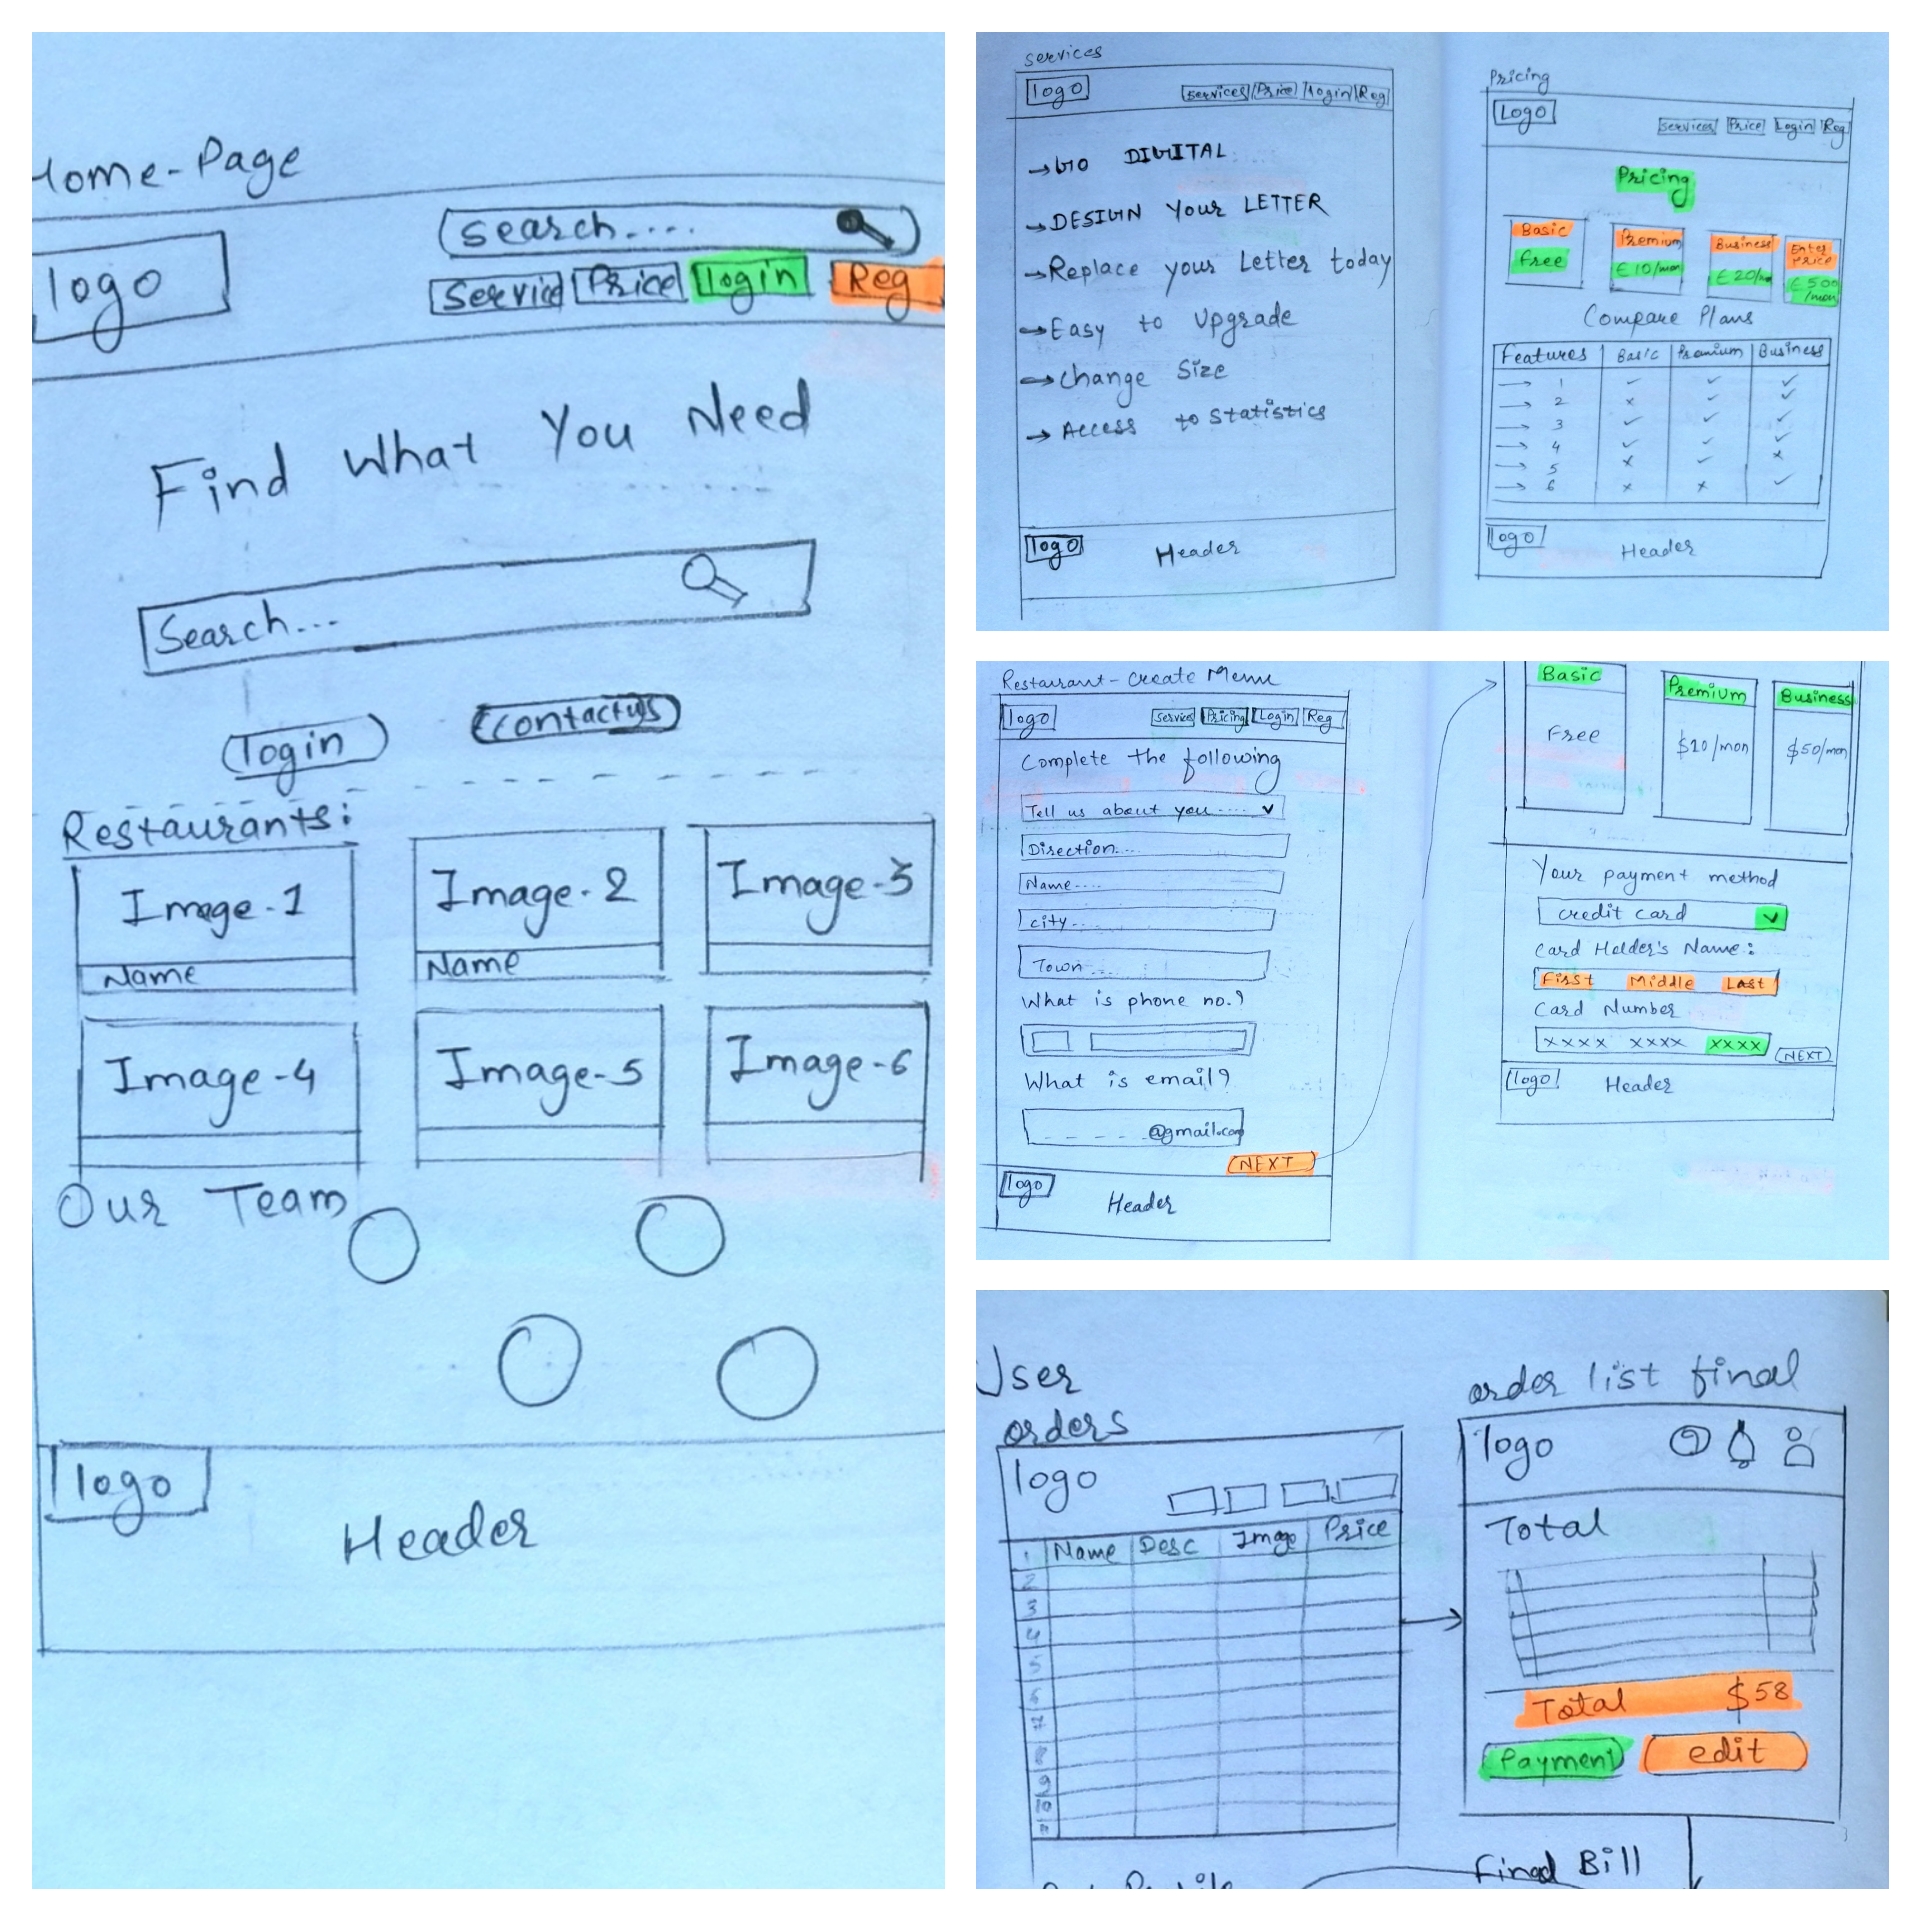 Home-Page
logo
search....
Service Price login Reg
Find What You Need
Search...
login contactus
Restaurants:
Image-1 Image-2 Image-3
Name Name
Image-4 Image-5 Image-6
Our Team
logo
Header
services
logo
services Price login Reg
→ GO DIGITAL
→ DESIGN Your LETTER
→ Replace your Letter today
→ Easy to Upgrade
→ change Size
→ Access to Statistics
logo Header
Pricing
Logo
services Price Login Reg
Pricing
Basic Premium Business Enter Price
free € 10/mon € 20/ € 500 /mon
Compare Plans
Features Basic Premium Business
→ 1 ✓ ✓ ✓
→ 2 x ✓ ✓
→ 3 ✓ ✓ ✓
→ 4 ✓ ✓ ✓
→ 5 x ✓ x
→ 6 x x ✓
logo Header
Restaurant - Create Menu
logo
Services Pricing Login Reg
Complete the following
Tell us about you ....
Direction....
Name....
city...
Town ...
What is phone no.?
What is email?
_ _ _ _ @gmail.com
NEXT
logo
Header
Basic Premium Business
Free $10/mon $50/mon
Your payment method
credit card
Card Holder's Name:
First Middle Last
Card Number
xxxx xxxx xxxx
NEXT
logo Header
User
orders
logo
1 Name Desc Image Price
2
3
4
5
6
7
8
9
10
11
order list final
logo
Total
Total $58
Payment edit
Final Bill